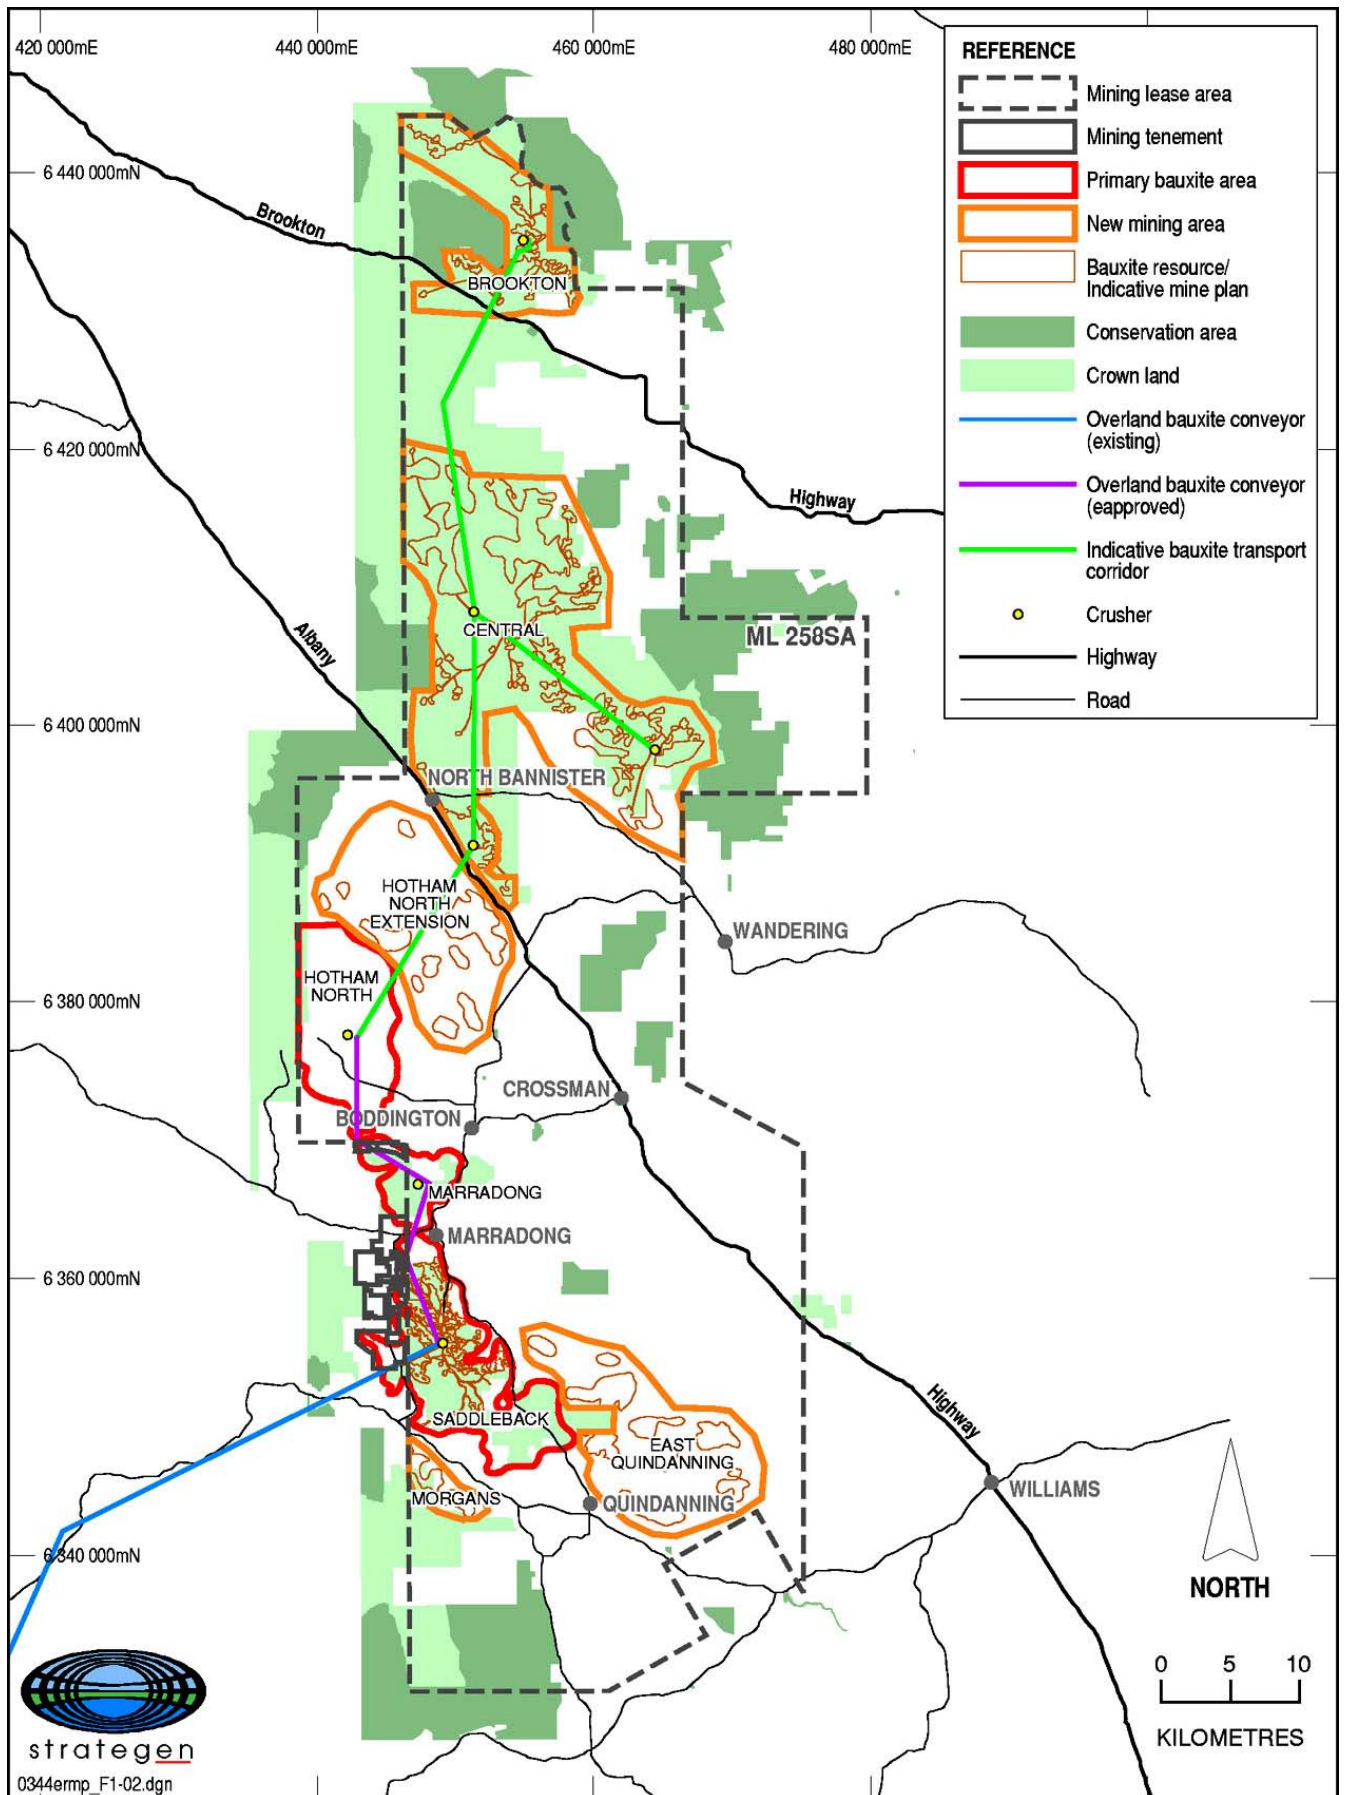 420 000mE
440 000mE
460 000mE
480 000mE
REFERENCE
Mining lease area
Mining tenement
Primary bauxite area
New mining area
Bauxite resource/
Indicative mine plan
Conservation area
Crown land
Overland bauxite conveyor
(existing)
Overland bauxite conveyor
(eapproved)
Indicative bauxite transport
corridor
Crusher
Highway
Road
6 440 000mN
Brookton
BROOKTON
6 420 000mN
Highway
Albany
CENTRAL
ML 258SA
6 400 000mN
NORTH BANNISTER
HOTHAM
NORTH
EXTENSION
WANDERING
HOTHAM
NORTH
6 380 000mN
CROSSMAN
BODDINGTON
MARRADONG
MARRADONG
6 360 000mN
Highway
SADDLEBACK
EAST
QUINDANNING
MORGANS
QUINDANNING
WILLIAMS
6 340 000mN
NORTH
0 5 10
KILOMETRES
strategen
0344ermp_F1-02.dgn